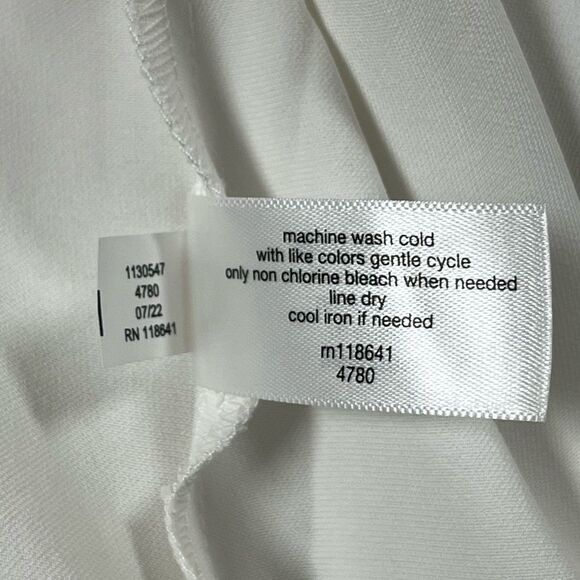 1130547
4780
07/22
RN 118641
machine wash cold
with like colors gentle cycle
only non chlorine bleach when needed
line dry
cool iron if needed
rn118641
4780